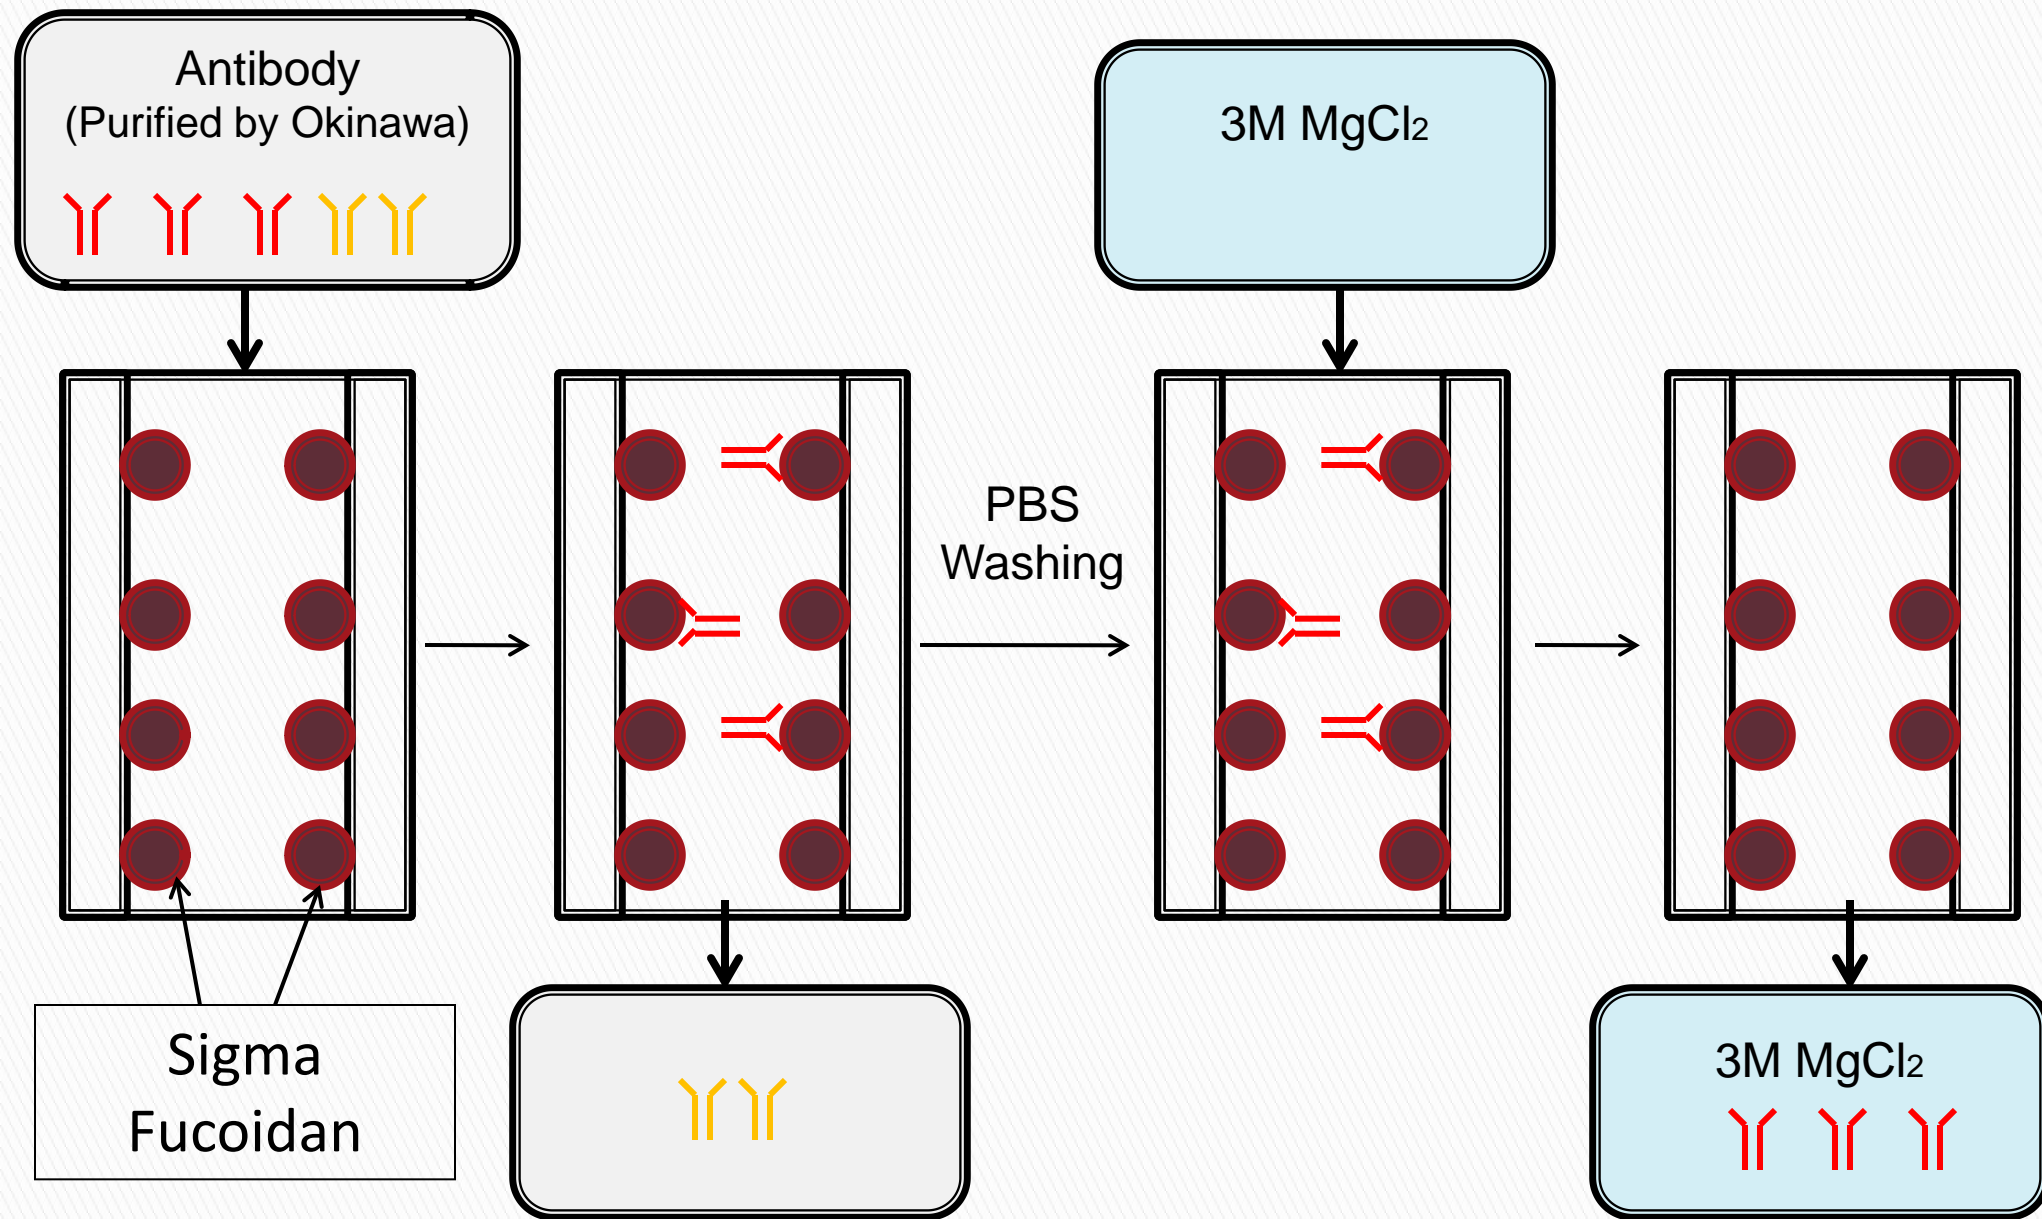 Antibody
(Purified by Okinawa)
3M MgCl2
PBS
Washing
Sigma
Fucoidan
3M MgCl2